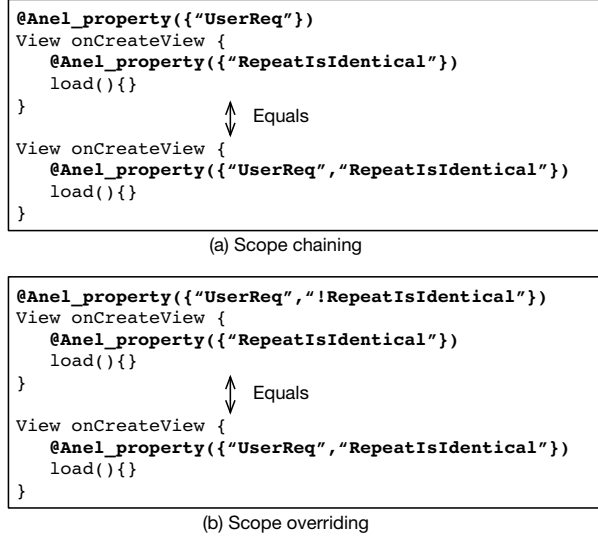 @Anel_property({“UserReq”})
View onCreateView {
@Anel_property({“RepeatIsIdentical”})
load(){}
}
Equals
View onCreateView {
@Anel_property({“UserReq”,“RepeatIsIdentical”})
load(){}
}
(a) Scope chaining
@Anel_property({“UserReq”,“!RepeatIsIdentical”})
View onCreateView {
@Anel_property({“RepeatIsIdentical”})
load(){}
}
Equals
View onCreateView {
@Anel_property({“UserReq”,“RepeatIsIdentical”})
load(){}
}
(b) Scope overriding